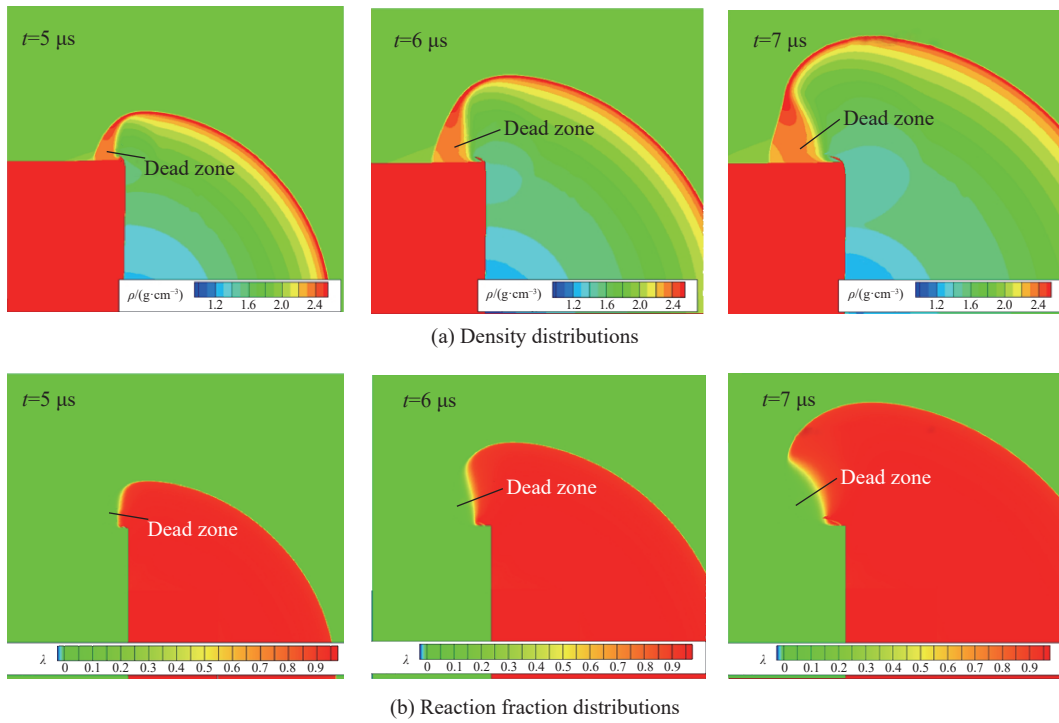 t=5 μs
t=6 μs
t=7 μs
Dead zone
Dead zone
Dead zone
ρ/(g·cm⁻³)
1.2 1.6 2.0 2.4
ρ/(g·cm⁻³)
1.2 1.6 2.0 2.4
ρ/(g·cm⁻³)
1.2 1.6 2.0 2.4
(a) Density distributions
t=5 μs
t=6 μs
t=7 μs
Dead zone
Dead zone
Dead zone
λ 0 0.1 0.2 0.3 0.4 0.5 0.6 0.7 0.8 0.9
λ 0 0.1 0.2 0.3 0.4 0.5 0.6 0.7 0.8 0.9
λ 0 0.1 0.2 0.3 0.4 0.5 0.6 0.7 0.8 0.9
(b) Reaction fraction distributions